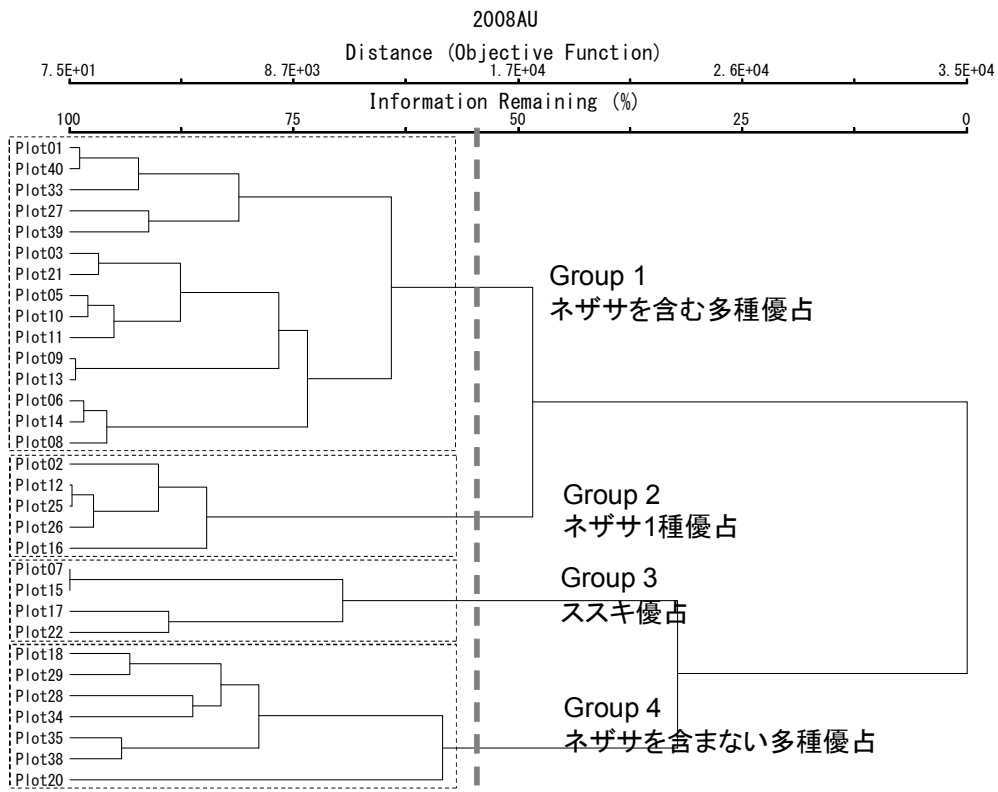 2008AU
Distance (Objective Function)
7.5E+01 8.7E+03 1.7E+04 2.6E+04 3.5E+04
Information Remaining (%)
100 75 50 25 0
Plot01
Plot40
Plot33
Plot27
Plot39
Plot03
Plot21
Plot05
Plot10
Plot11
Plot09
Plot13
Plot06
Plot14
Plot08
Plot02
Plot12
Plot25
Plot26
Plot16
Plot07
Plot15
Plot17
Plot22
Plot18
Plot29
Plot28
Plot34
Plot35
Plot38
Plot20
Group 1
ネザサを含む多種優占
Group 2
ネザサ1種優占
Group 3
ススキ優占
Group 4
ネザサを含まない多種優占